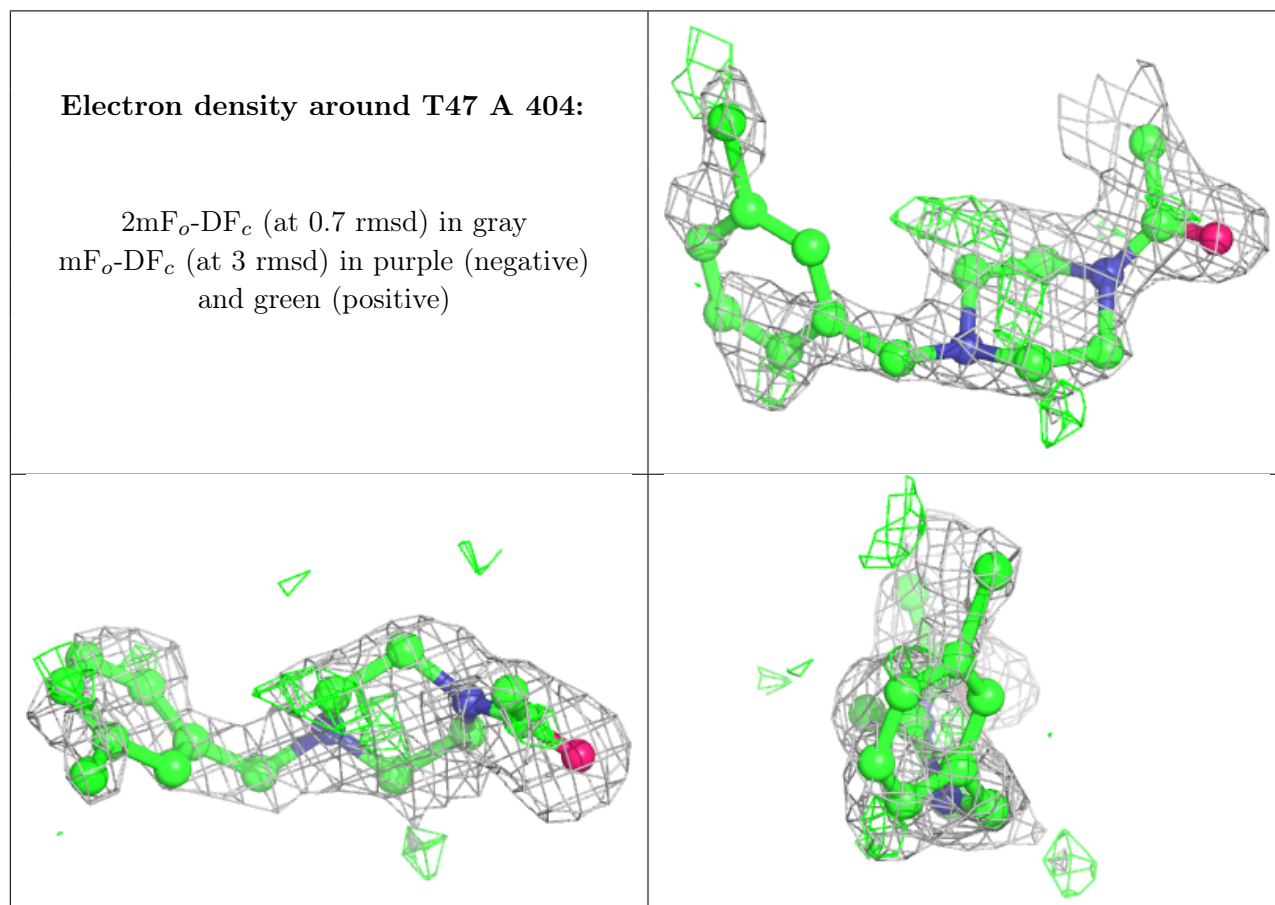 Electron density around T47 A 404:
2mFo-DFc (at 0.7 rmsd) in gray
mFo-DFc (at 3 rmsd) in purple (negative)
and green (positive)